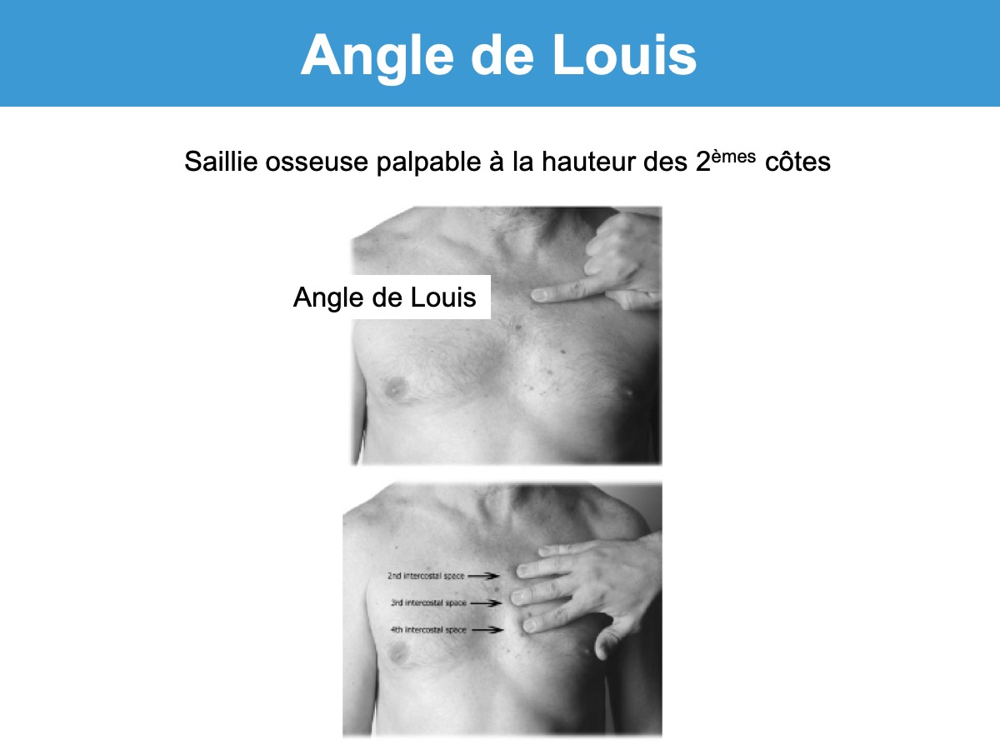 Angle de Louis
Saillie osseuse palpable à la hauteur des 2èmes côtes
Angle de Louis
2nd intercostal space
3rd intercostal space
4th intercostal space